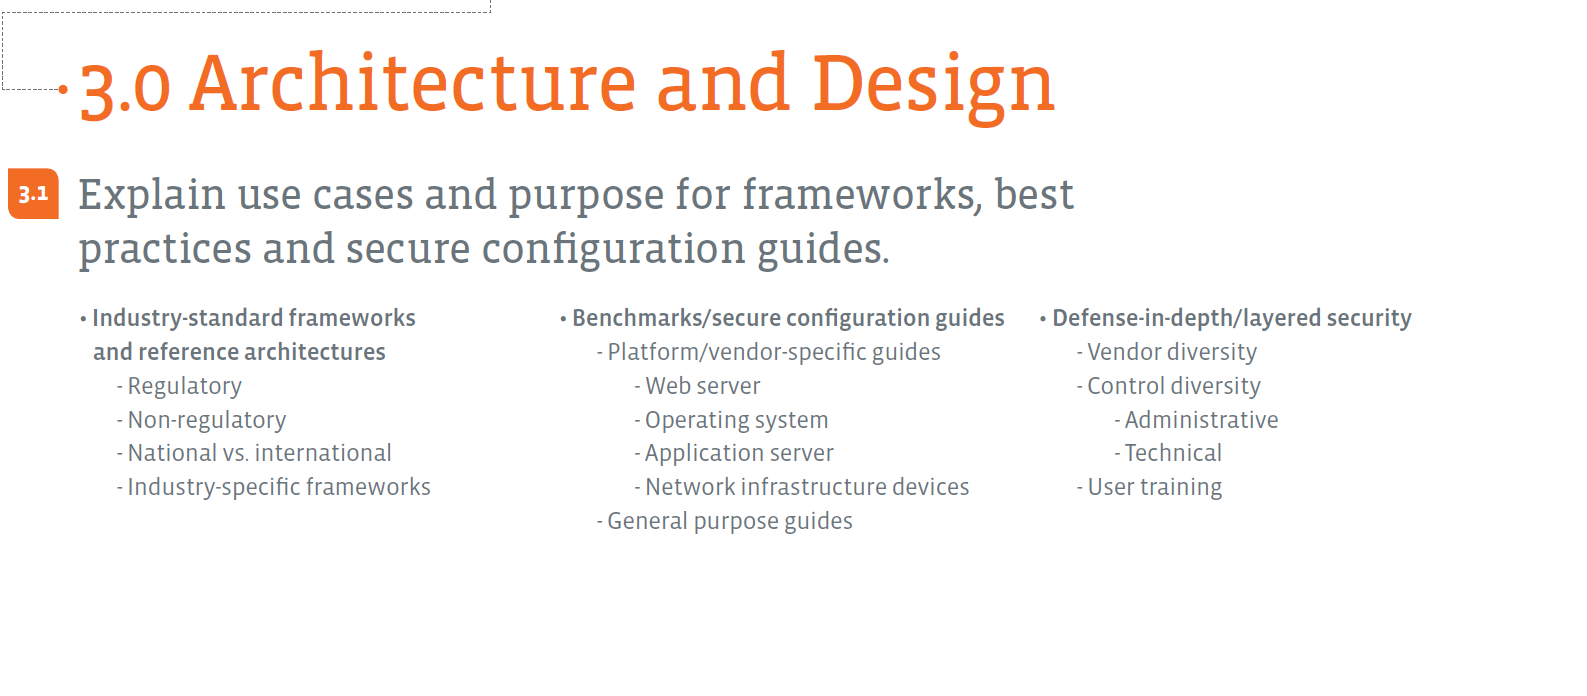 3.0 Architecture and Design
3.1
Explain use cases and purpose for frameworks, best
practices and secure configuration guides.
• Industry-standard frameworks
and reference architectures
- Regulatory
- Non-regulatory
- National vs. international
- Industry-specific frameworks
• Benchmarks/secure configuration guides
- Platform/vendor-specific guides
- Web server
- Operating system
- Application server
- Network infrastructure devices
- General purpose guides
• Defense-in-depth/layered security
- Vendor diversity
- Control diversity
- Administrative
- Technical
- User training